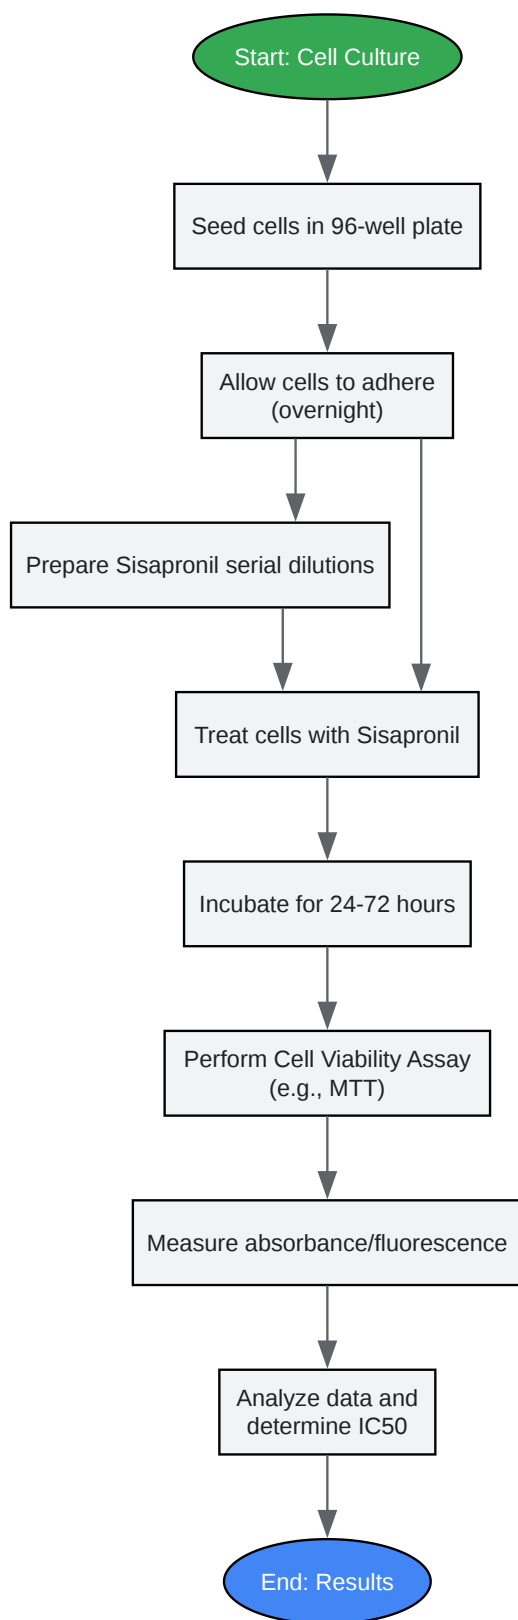 Start: Cell Culture
Seed cells in 96-well plate
Allow cells to adhere
(overnight)
Prepare Sisapronil serial dilutions
Treat cells with Sisapronil
Incubate for 24-72 hours
Perform Cell Viability Assay
(e.g., MTT)
Measure absorbance/fluorescence
Analyze data and
determine IC50
End: Results